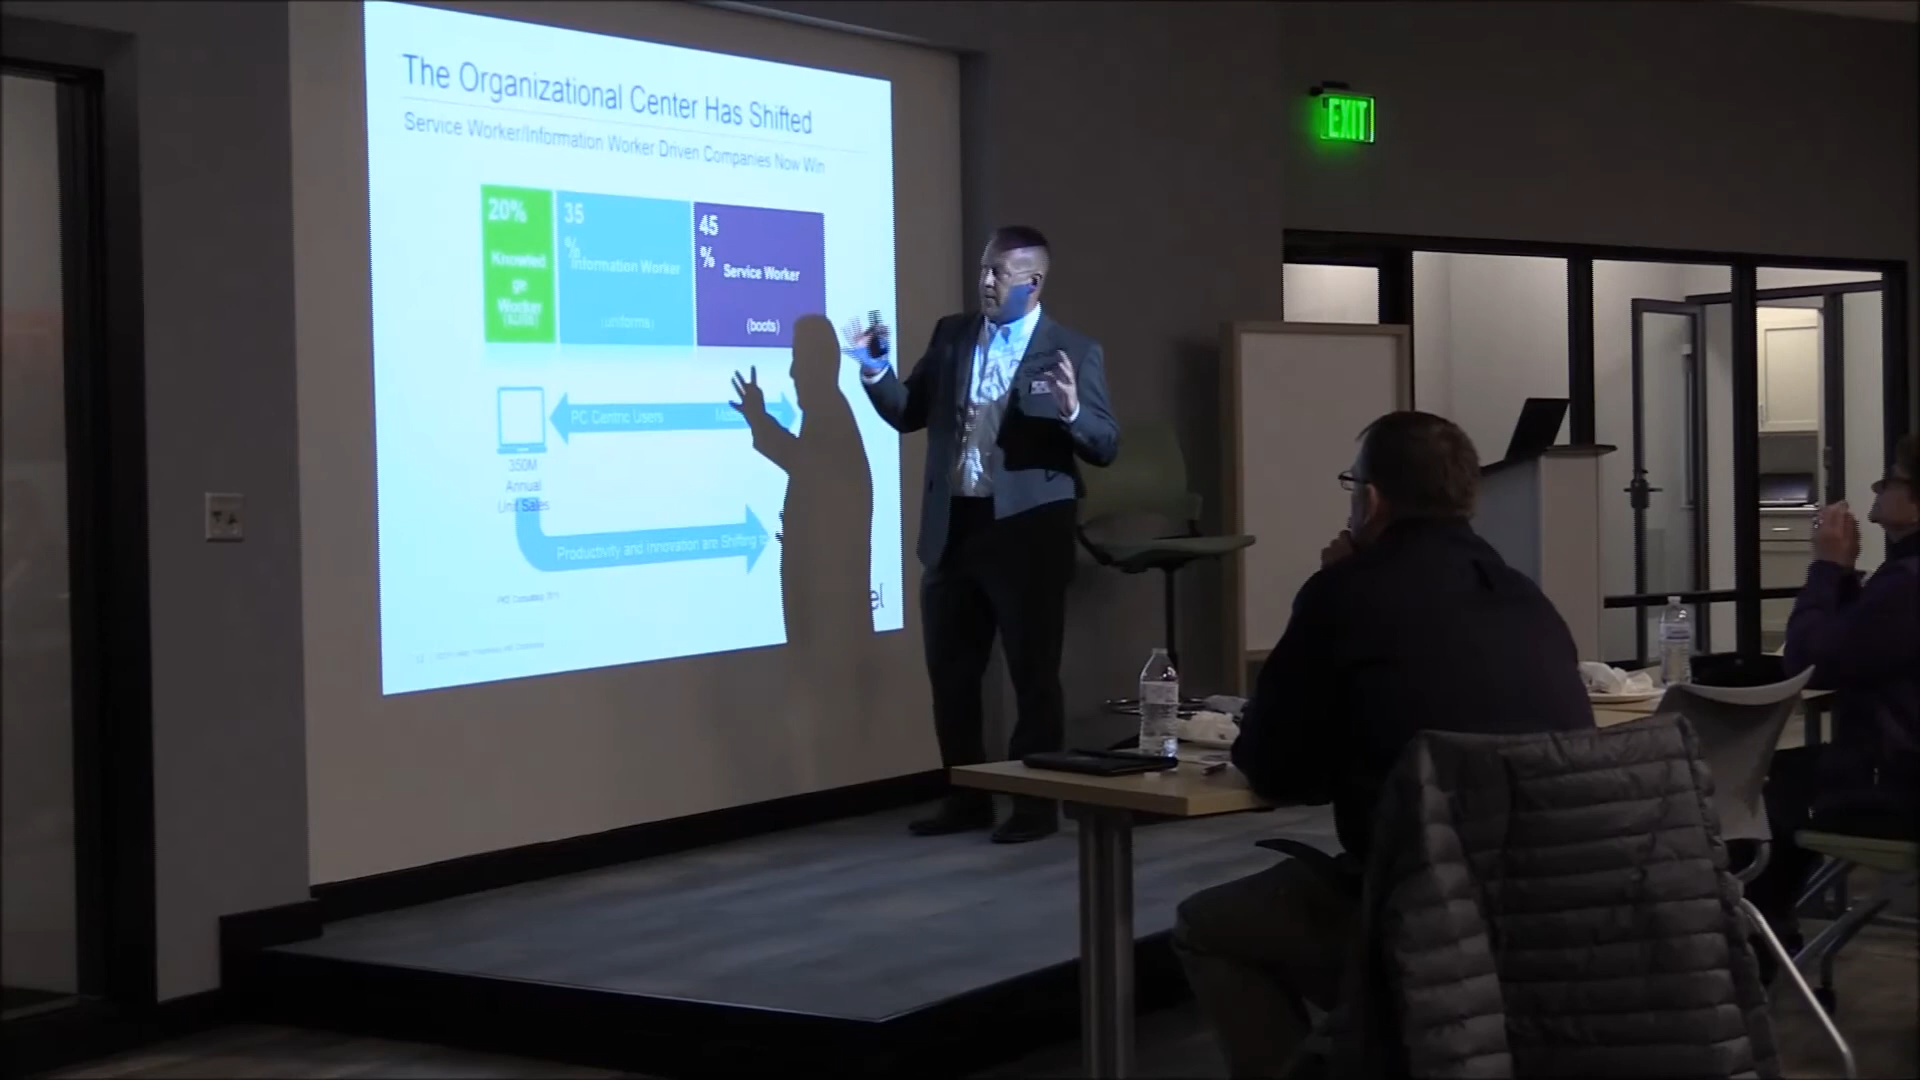 The Organizational Center Has Shifted
Service Worker/Information Worker Driven Companies Now Win
20%
Knowled
ge
Worker
35
%
Information Worker
(uniforms)
45
%
Service Worker
(boots)
PC Centric Users
350M
Annual
Unit Sales
Productivity and Innovation are Shifting
EXIT